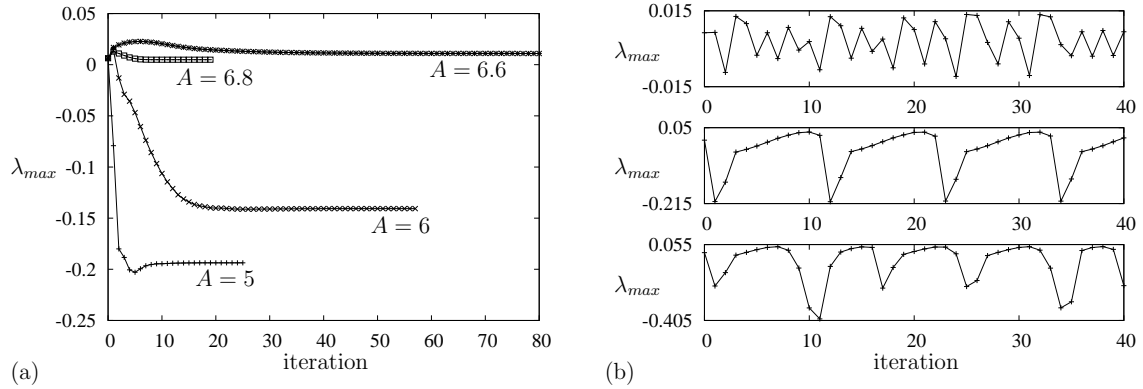 0.05
0
-0.05
-0.1
-0.15
-0.2
-0.25
λmax
A = 6.6
A = 6.8
A = 6
A = 5
0 10 20 30 40 50 60 70 80
iteration
(a)
0.015
λmax
-0.015
0 10 20 30 40
0.05
λmax
-0.215
0 10 20 30 40
0.055
λmax
-0.405
0 10 20 30 40
iteration
(b)